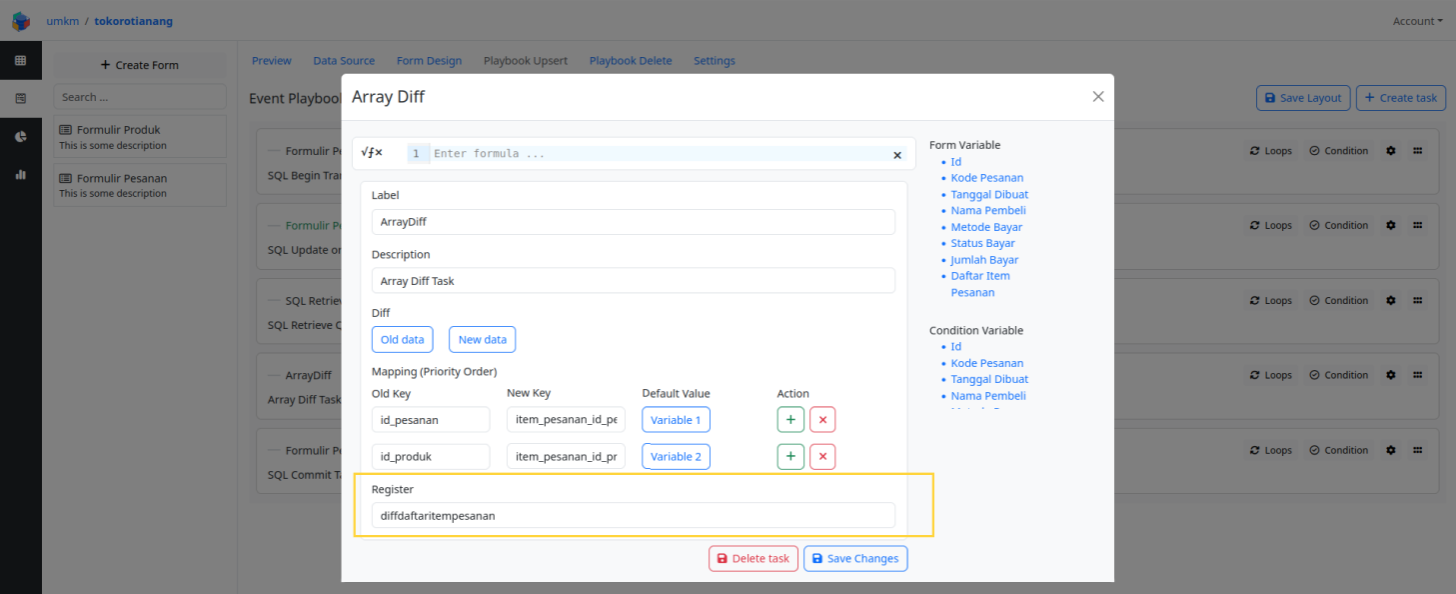 umkm / tokorotianang
Account
Create Form
Search ...
Formulir Produk
This is some description
Formulir Pesanan
This is some description
Preview
Data Source
Form Design
Playbook Upsert
Playbook Delete
Settings
Event
Save Layout
Create task
Formulir
SQL Begin
Loops
Condition
Formulir
SQL Update
Loops
Condition
SQL
SQL Retrieve
Loops
Condition
ArrayDiff
Array Diff Task
Loops
Condition
Formulir
SQL Commit
Loops
Condition
Array Diff
√ƒ×
1 Enter formula ...
Label
ArrayDiff
Description
Array Diff Task
Diff
Old data
New data
Mapping (Priority Order)
Old Key New Key Default Value Action
id_pesanan item_pesanan_id_pe Variable 1
id_produk item_pesanan_id_pr Variable 2
Register
diffdaftaritempesanan
Delete task
Save Changes
Form Variable
Id
Kode Pesanan
Tanggal Dibuat
Nama Pembeli
Metode Bayar
Status Bayar
Jumlah Bayar
Daftar Item
Pesanan
Condition Variable
Id
Kode Pesanan
Tanggal Dibuat
Nama Pembeli